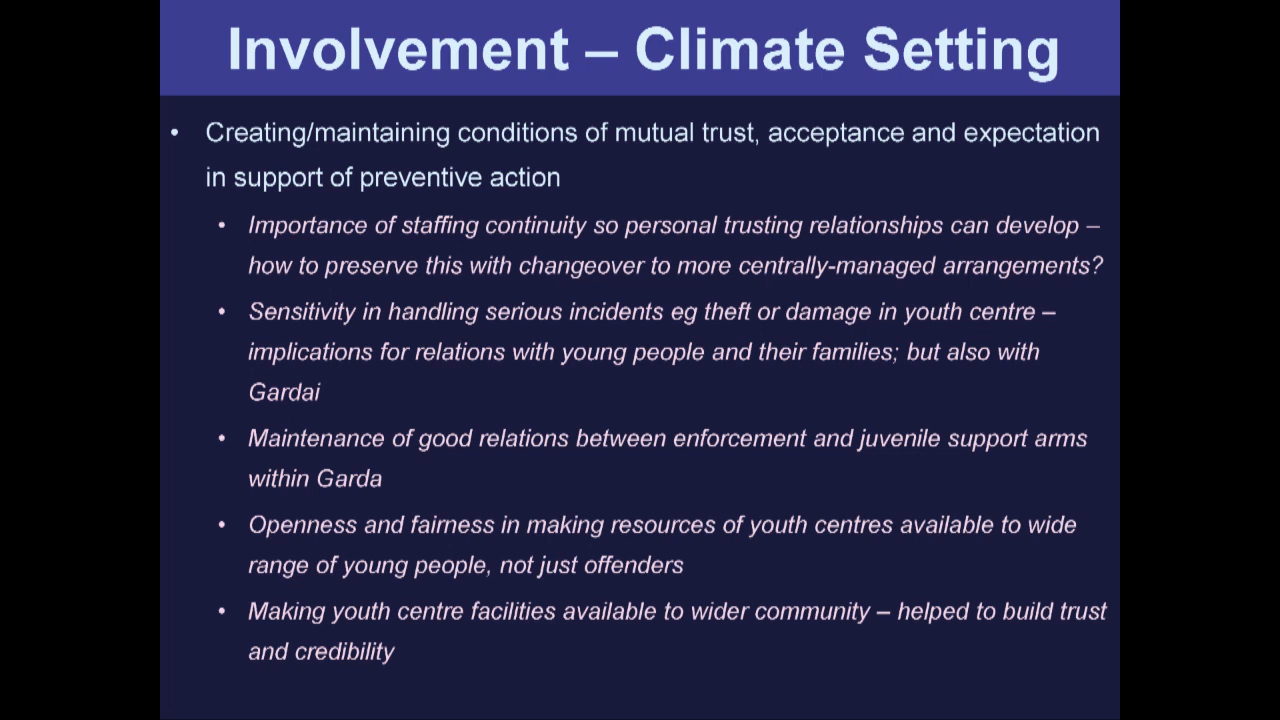 Involvement – Climate Setting
• Creating/maintaining conditions of mutual trust, acceptance and expectation
in support of preventive action
• Importance of staffing continuity so personal trusting relationships can develop –
how to preserve this with changeover to more centrally-managed arrangements?
• Sensitivity in handling serious incidents eg theft or damage in youth centre –
implications for relations with young people and their families; but also with
Gardai
• Maintenance of good relations between enforcement and juvenile support arms
within Garda
• Openness and fairness in making resources of youth centres available to wide
range of young people, not just offenders
• Making youth centre facilities available to wider community – helped to build trust
and credibility